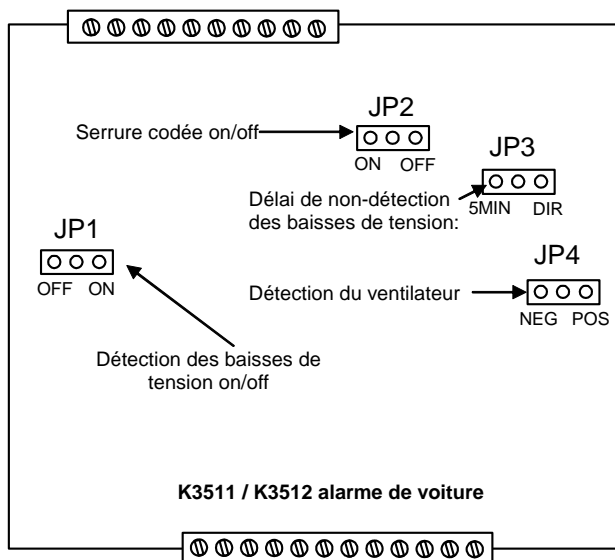 JP2
Serrure codée on/off
ON OFF
JP3
Délai de non-détection
des baisses de tension:
5MIN DIR
JP1
OFF ON
JP4
Détection du ventilateur
NEG POS
Détection des baisses de
tension on/off
K3511 / K3512 alarme de voiture